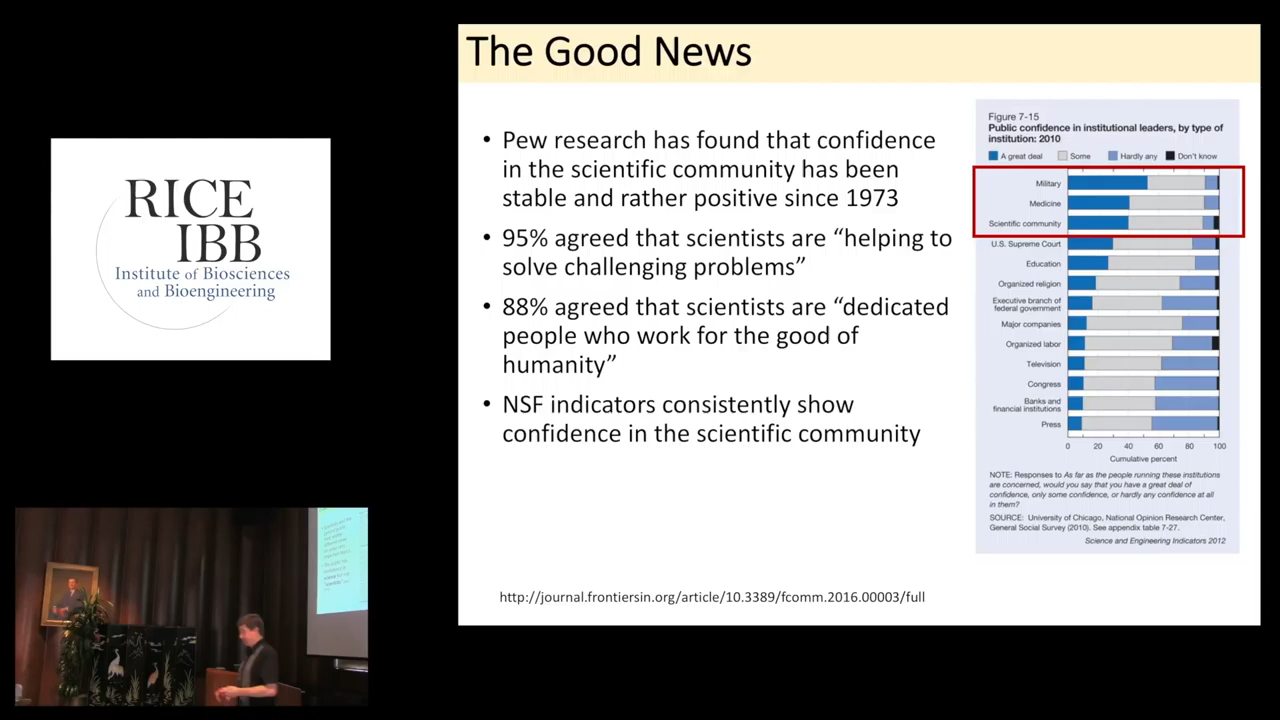 The Good News
• Pew research has found that confidence
in the scientific community has been
stable and rather positive since 1973
• 95% agreed that scientists are “helping to
solve challenging problems”
• 88% agreed that scientists are “dedicated
people who work for the good of
humanity”
• NSF indicators consistently show
confidence in the scientific community
http://journal.frontiersin.org/article/10.3389/fcomm.2016.00003/full
Figure 7-15
Public confidence in institutional leaders, by type of
institution: 2010
A great deal Some Hardly any Don't know
Military
Medicine
Scientific community
U.S. Supreme Court
Education
Organized religion
Executive branch of
federal government
Major companies
Organized labor
Television
Congress
Banks and
financial institutions
Press
0 20 40 60 80 100
Cumulative percent
NOTE: Responses to As far as the people running these institutions
are concerned, would you say that you have a great deal of
confidence, only some confidence, or hardly any confidence at all
in them?
SOURCE: University of Chicago, National Opinion Research Center,
General Social Survey (2010). See appendix table 7-27.
Science and Engineering Indicators 2012
RICE
IBB
Institute of Biosciences
and Bioengineering